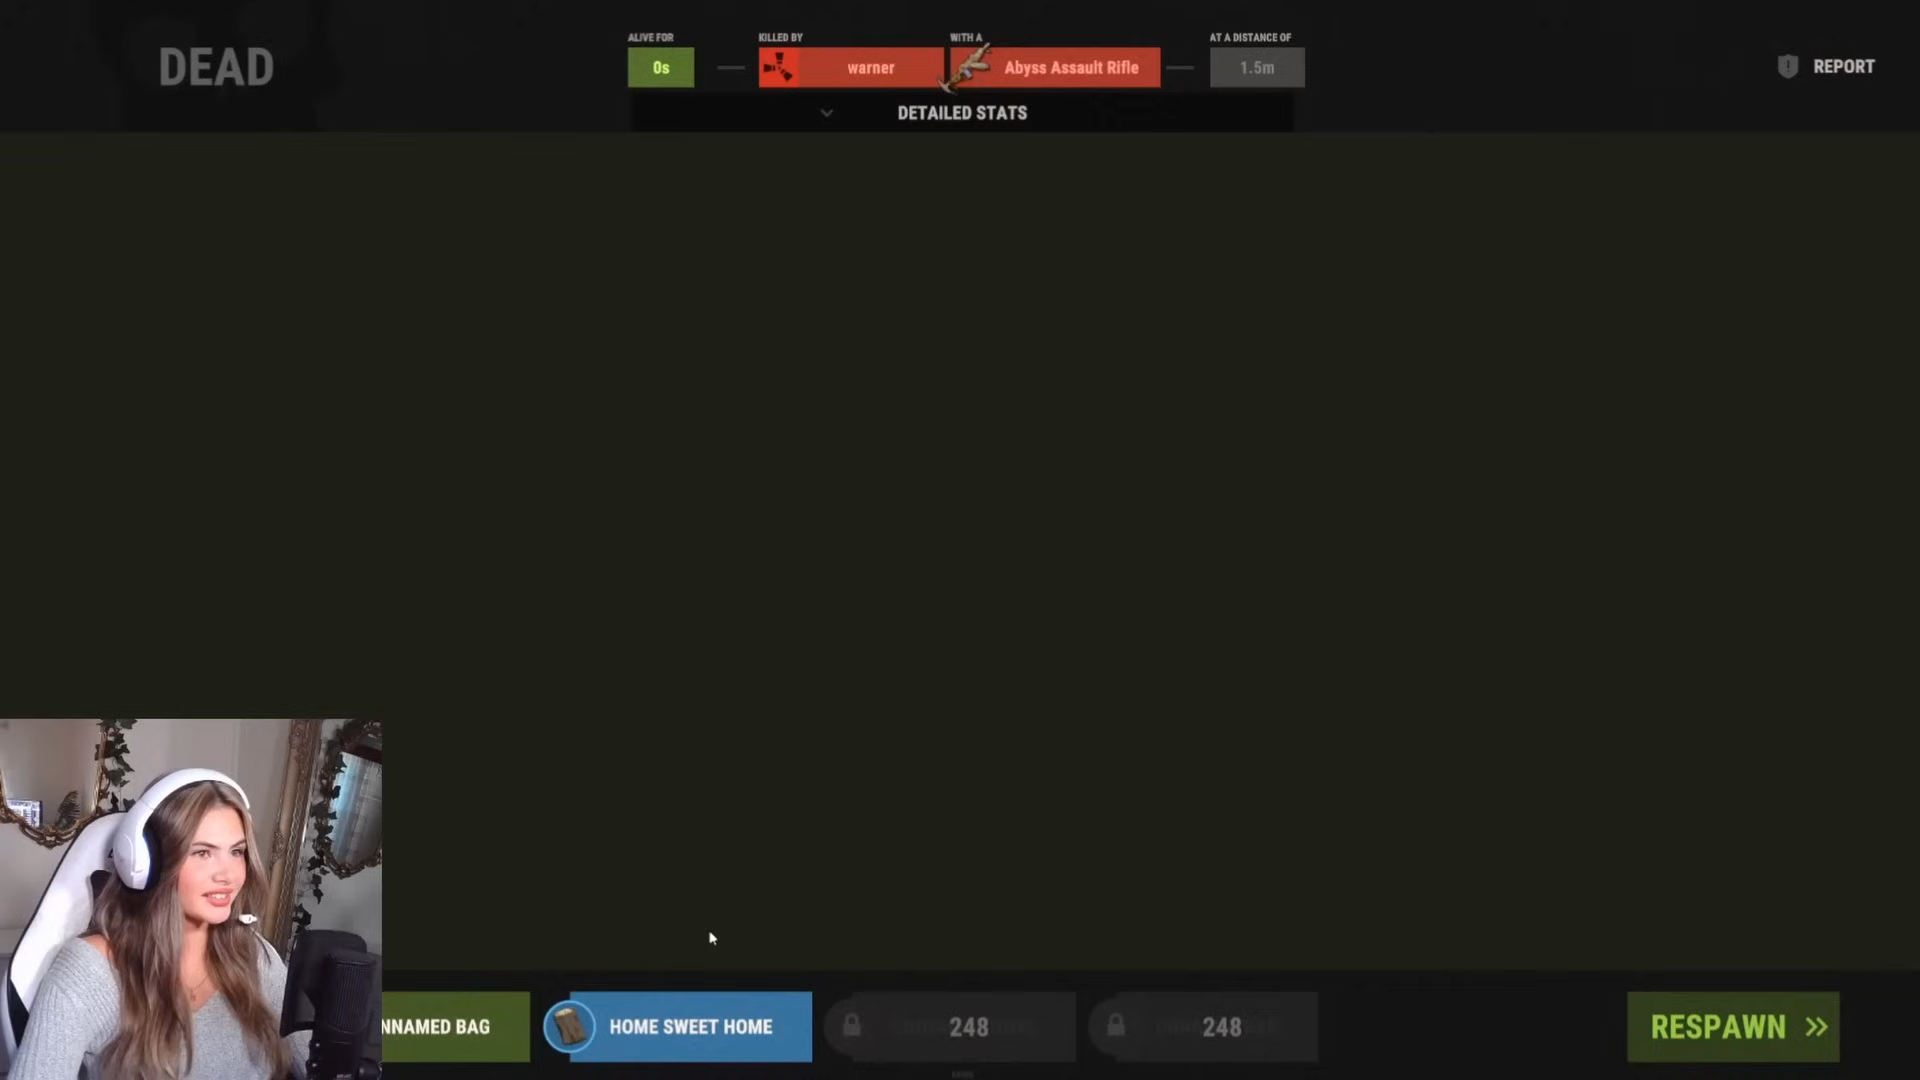 DEAD
ALIVE FOR
0s
KILLED BY
warner
WITH A
Abyss Assault Rifle
AT A DISTANCE OF
1.5m
REPORT
DETAILED STATS
NNAMED BAG
HOME SWEET HOME
248
248
RESPAWN